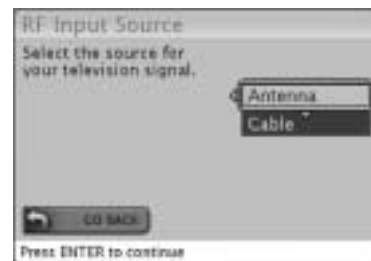 RF Input Source
Select the source for
your television signal.
Antenna
Cable
GO BACK
Press ENTER to continue